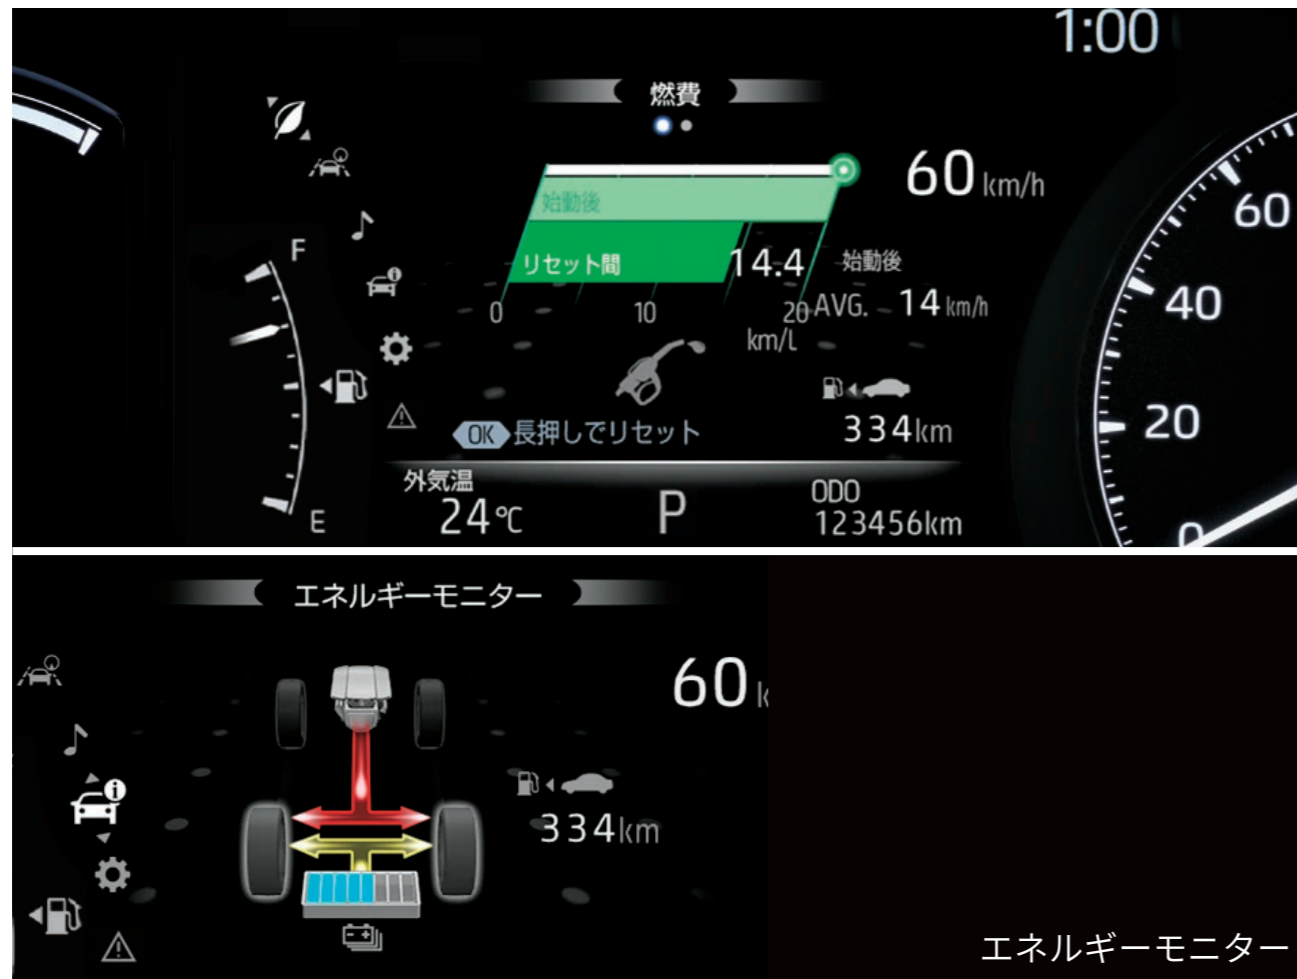 1:00
燃費
60 km/h
始動後
リセット間
14.4
始動後
AVG. 14 km/h
0 10 20
km/L
334km
OK 長押しでリセット
外気温
24℃
P
ODO
123456km
F
E
60
40
20
0
エネルギーモニター
60 k
334km
エネルギーモニター